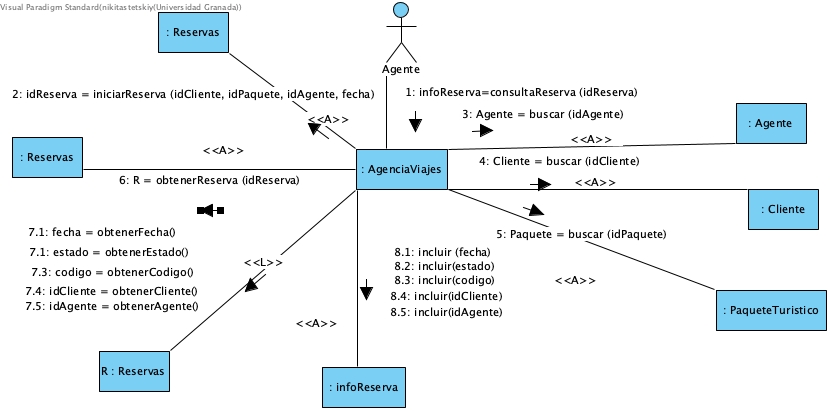 Visual Paradigm Standard(nikitastetskiy(Universidad Granada))
: Reservas
Agente
2: idReserva = iniciarReserva (idCliente, idPaquete, idAgente, fecha)
1: infoReserva=consultaReserva (idReserva)
<<A>>
3: Agente = buscar (idAgente)
: Agente
<<A>>
<<A>>
: Reservas
4: Cliente = buscar (idCliente)
: AgenciaViajes
6: R = obtenerReserva (idReserva)
<<A>>
: Cliente
7.1: fecha = obtenerFecha()
7.1: estado = obtenerEstado()
7.3: codigo = obtenerCodigo()
7.4: idCliente = obtenerCliente()
7.5: idAgente = obtenerAgente()
<<L>>
5: Paquete = buscar (idPaquete)
8.1: incluir (fecha)
8.2: incluir(estado)
8.3: incluir(codigo)
8.4: incluir(idCliente)
8.5: incluir(idAgente)
<<A>>
: PaqueteTuristico
<<A>>
R : Reservas
: infoReserva